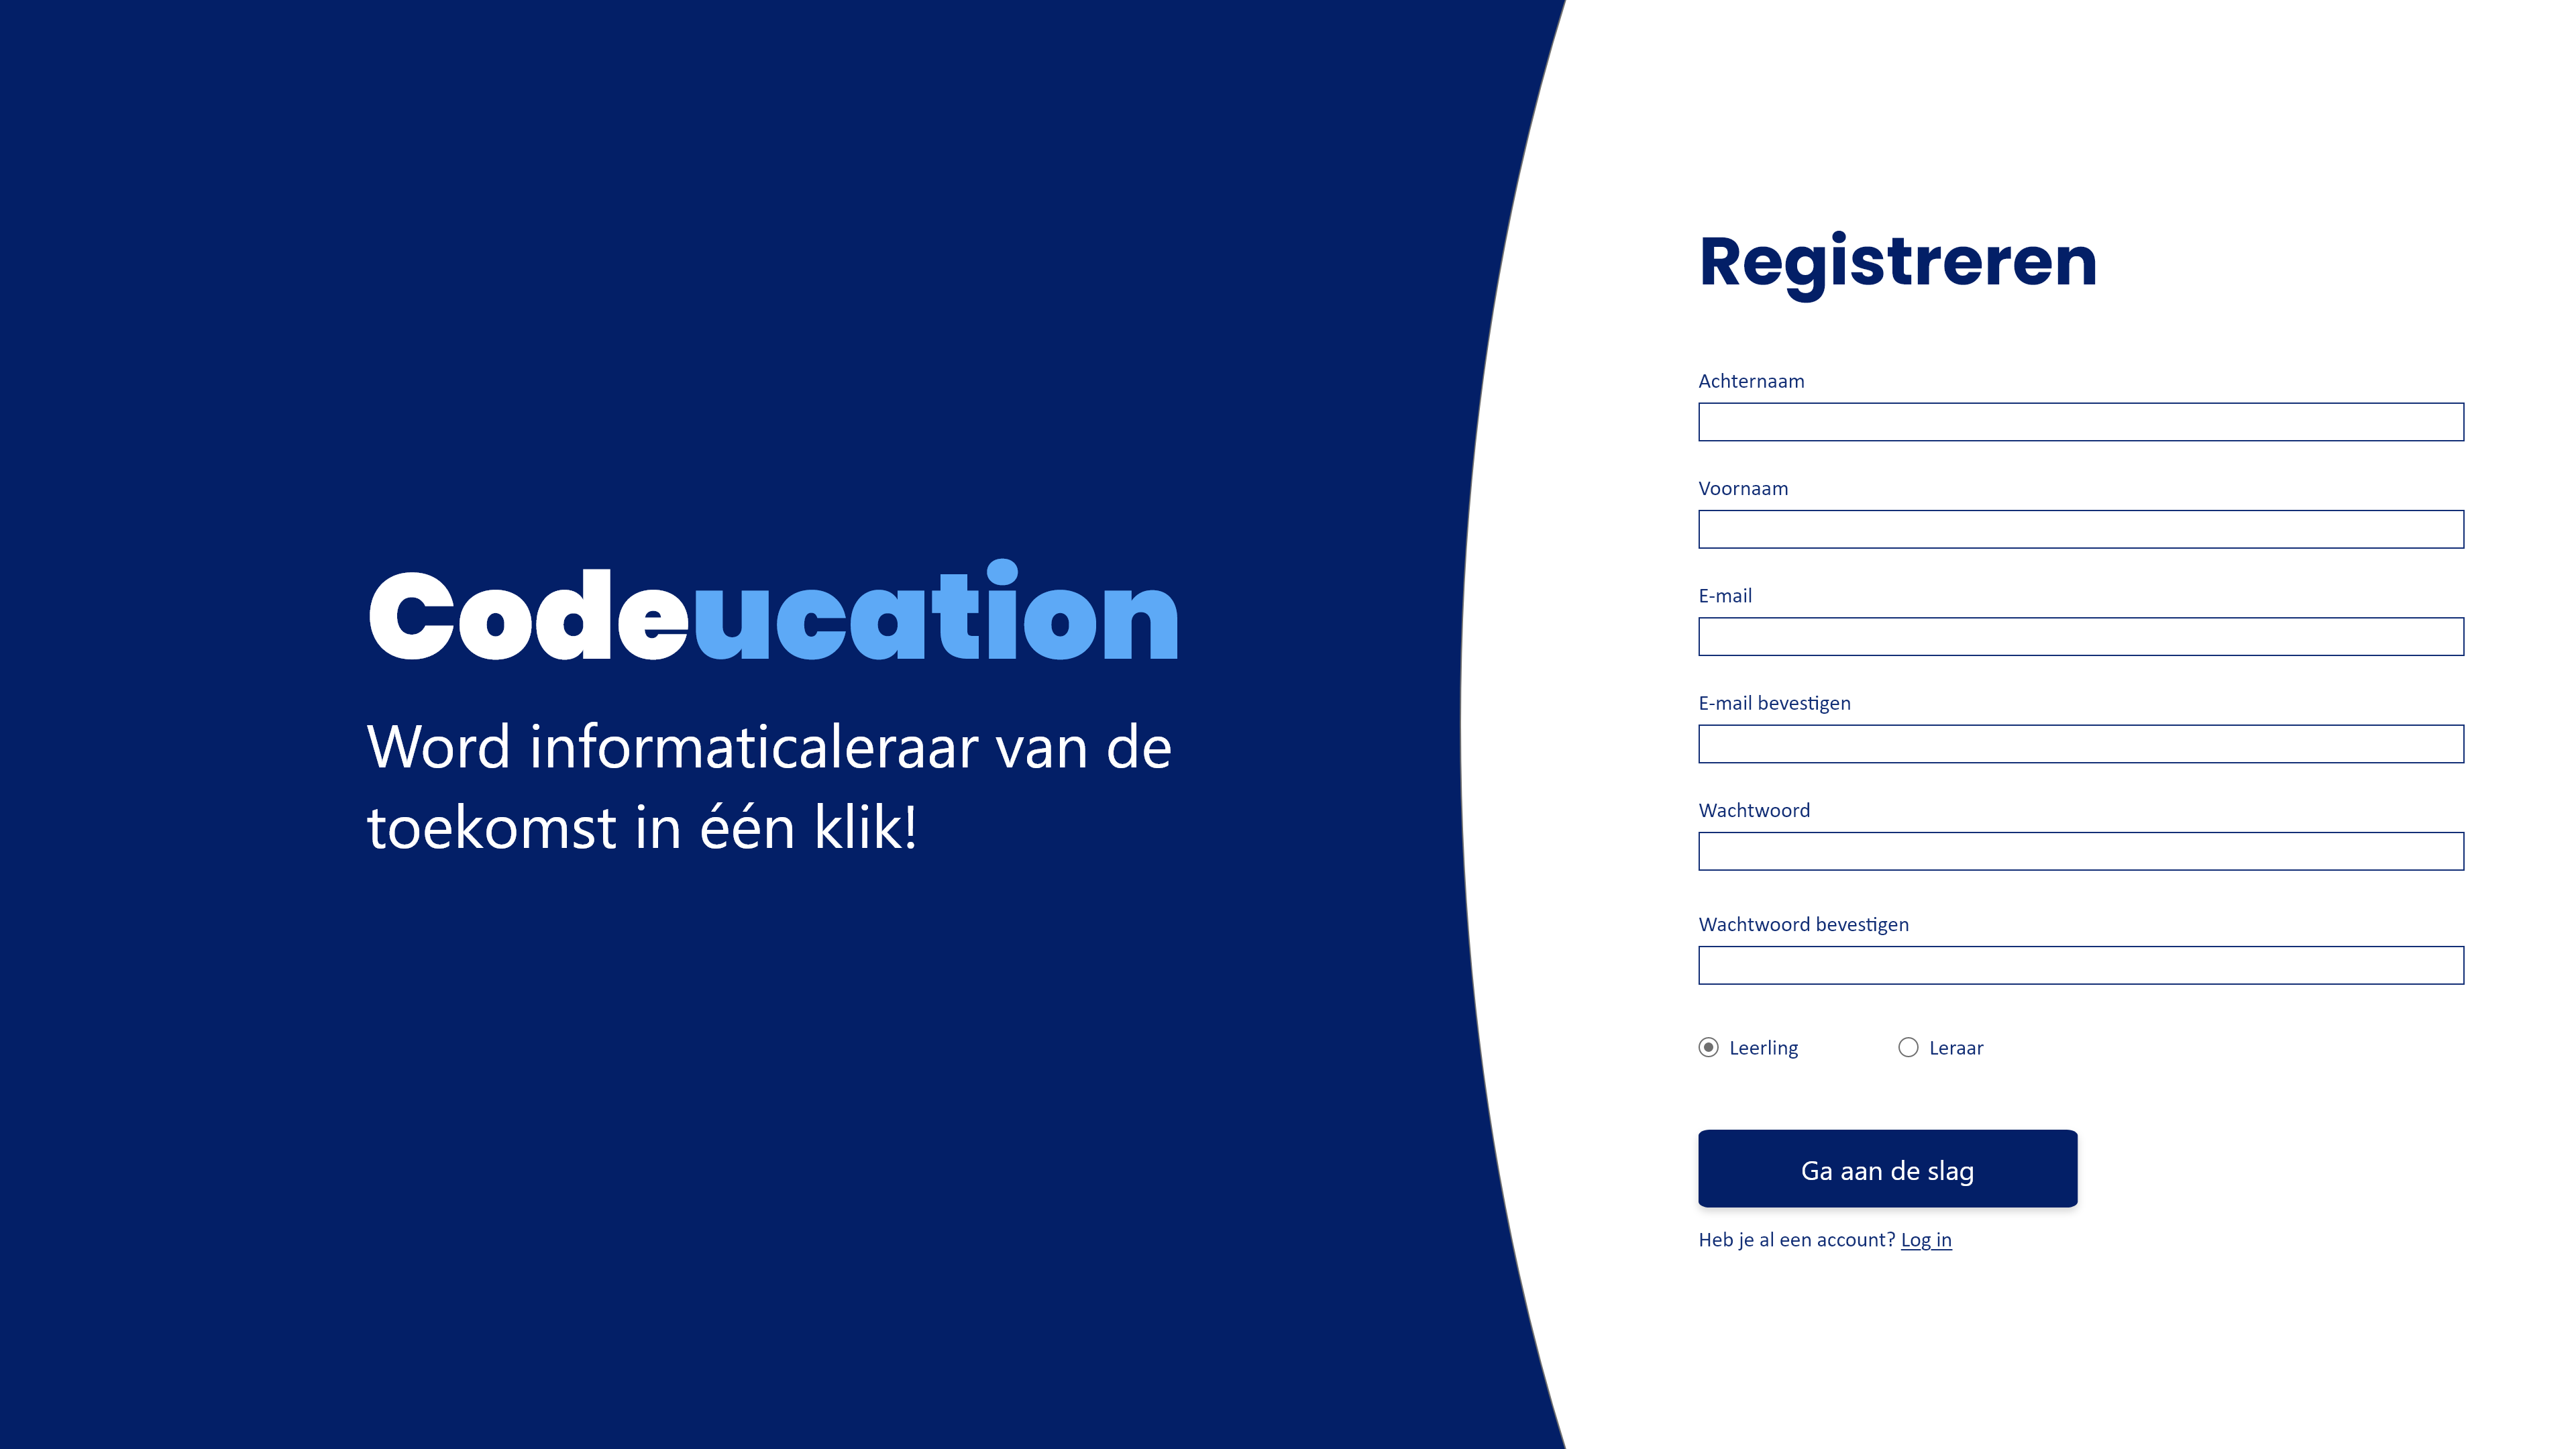 Codeucation
Word informaticaleraar van de
toekomst in één klik!
Registreren
Achternaam
Voornaam
E-mail
E-mail bevestigen
Wachtwoord
Wachtwoord bevestigen
Leerling
Leraar
Ga aan de slag
Heb je al een account? Log in